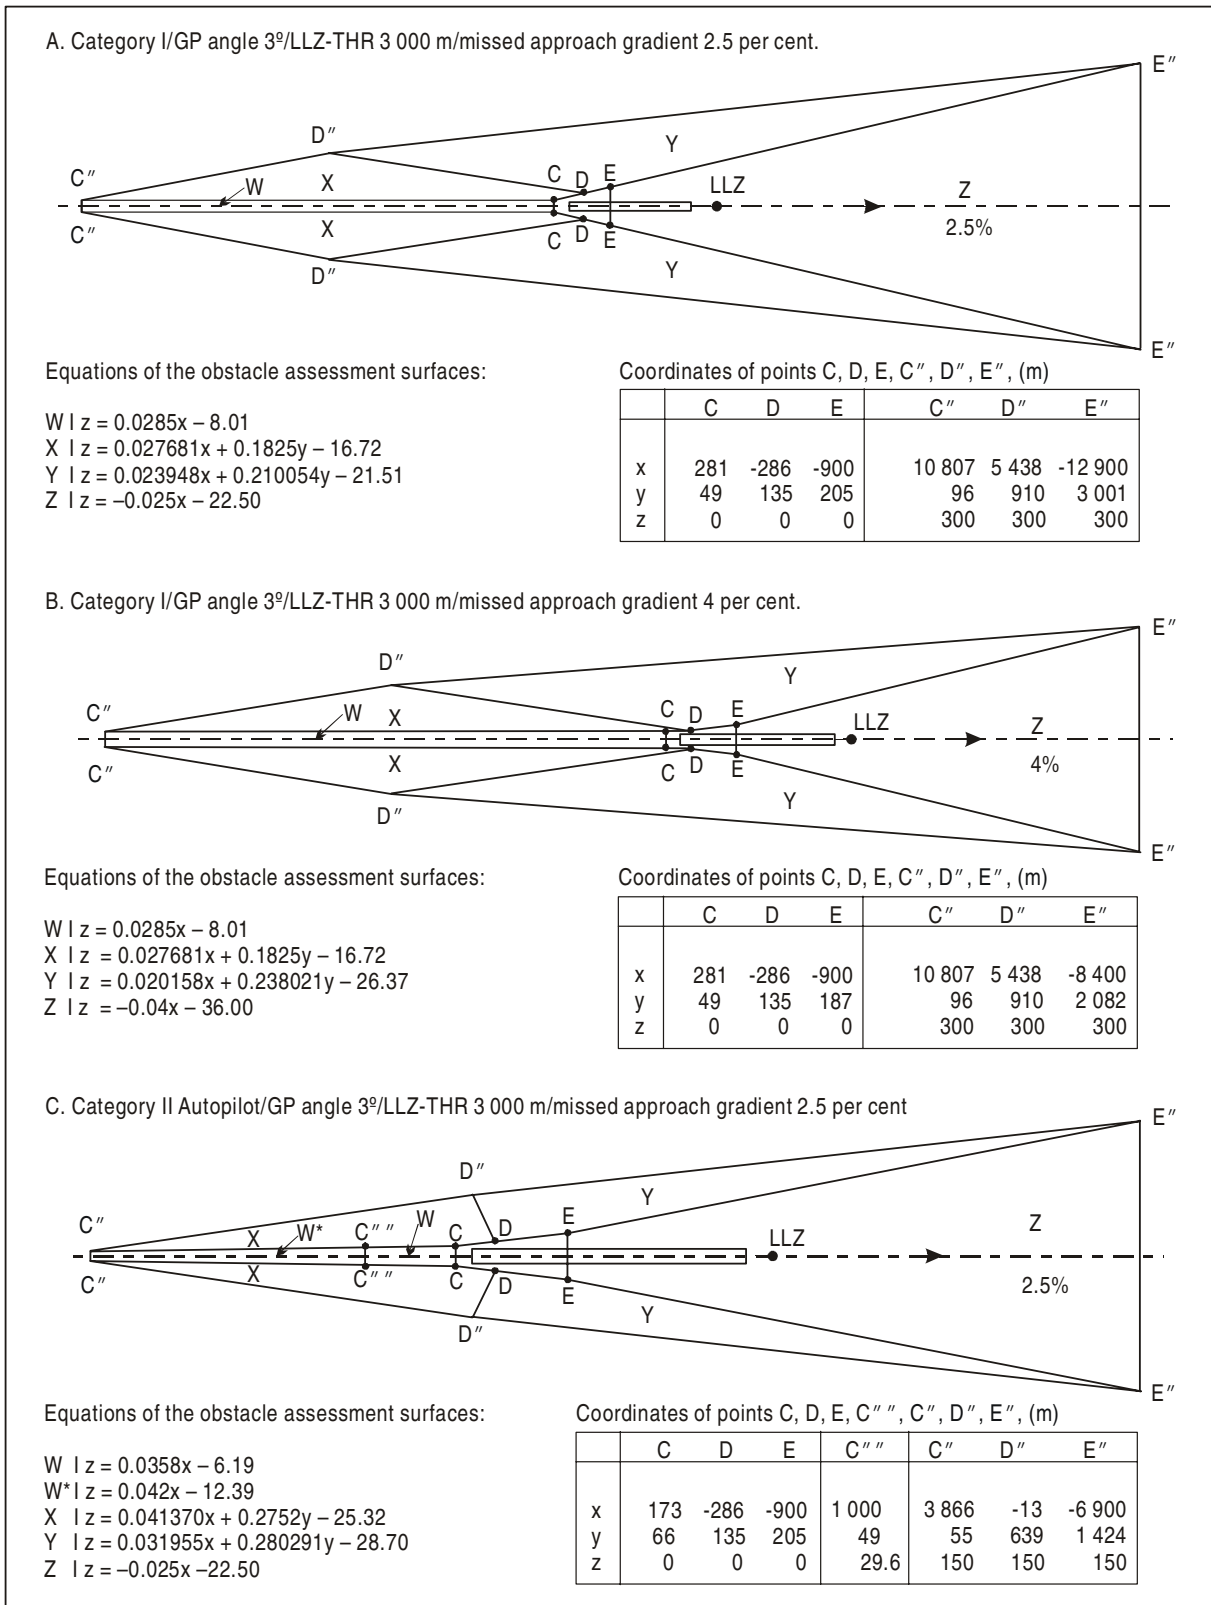 A. Category I/GP angle 3º/LLZ-THR 3 000 m/missed approach gradient 2.5 per cent.
E″
D″
Y
C″
W
X
C
D
E
LLZ
Z
C″
X
C
D
E
2.5%
D″
Y
E″
Equations of the obstacle assessment surfaces:
W I z = 0.0285x – 8.01
X I z = 0.027681x + 0.1825y – 16.72
Y I z = 0.023948x + 0.210054y – 21.51
Z I z = –0.025x – 22.50
Coordinates of points C, D, E, C″, D″, E″, (m)
C D E C″ D″ E″
x 281 -286 -900 10 807 5 438 -12 900
y 49 135 205 96 910 3 001
z 0 0 0 300 300 300
B. Category I/GP angle 3º/LLZ-THR 3 000 m/missed approach gradient 4 per cent.
E″
D″
Y
C″
W
X
C
D
E
LLZ
Z
C″
X
C
D
E
4%
D″
Y
E″
Equations of the obstacle assessment surfaces:
W I z = 0.0285x – 8.01
X I z = 0.027681x + 0.1825y – 16.72
Y I z = 0.020158x + 0.238021y – 26.37
Z I z = –0.04x – 36.00
Coordinates of points C, D, E, C″, D″, E″, (m)
C D E C″ D″ E″
x 281 -286 -900 10 807 5 438 -8 400
y 49 135 187 96 910 2 082
z 0 0 0 300 300 300
C. Category II Autopilot/GP angle 3º/LLZ-THR 3 000 m/missed approach gradient 2.5 per cent
E″
D″
Y
C″
X
W*
C″″
W
C
D
E
LLZ
Z
C″
X
C″″
C
D
E
2.5%
D″
Y
E″
Equations of the obstacle assessment surfaces:
W I z = 0.0358x – 6.19
W* I z = 0.042x – 12.39
X I z = 0.041370x + 0.2752y – 25.32
Y I z = 0.031955x + 0.280291y – 28.70
Z I z = –0.025x –22.50
Coordinates of points C, D, E, C″″, C″, D″, E″, (m)
C D E C″″ C″ D″ E″
x 173 -286 -900 1 000 3 866 -13 -6 900
y 66 135 205 49 55 639 1 424
z 0 0 0 29.6 150 150 150